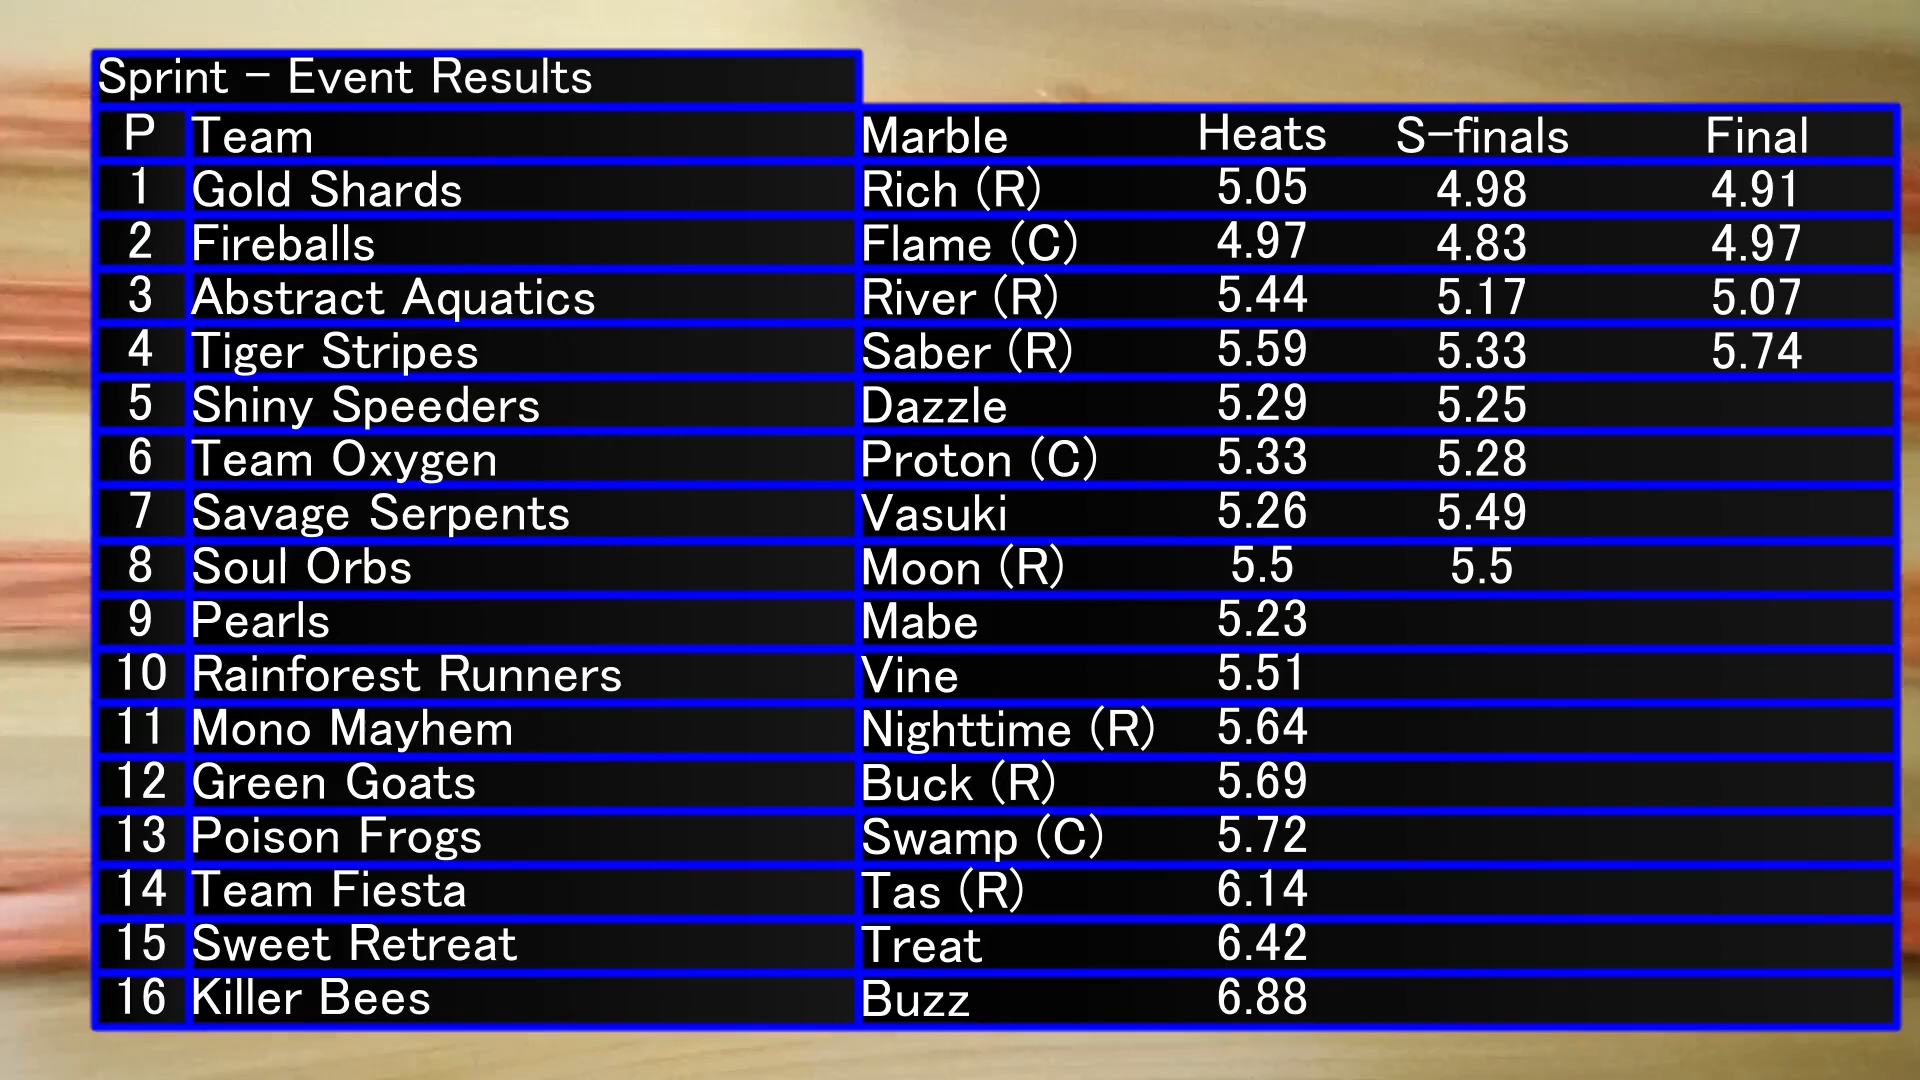 Sprint - Event Results
P Team Marble Heats S-finals Final
1 Gold Shards Rich (R) 5.05 4.98 4.91
2 Fireballs Flame (C) 4.97 4.83 4.97
3 Abstract Aquatics River (R) 5.44 5.17 5.07
4 Tiger Stripes Saber (R) 5.59 5.33 5.74
5 Shiny Speeders Dazzle 5.29 5.25
6 Team Oxygen Proton (C) 5.33 5.28
7 Savage Serpents Vasuki 5.26 5.49
8 Soul Orbs Moon (R) 5.5 5.5
9 Pearls Mabe 5.23
10 Rainforest Runners Vine 5.51
11 Mono Mayhem Nighttime (R) 5.64
12 Green Goats Buck (R) 5.69
13 Poison Frogs Swamp (C) 5.72
14 Team Fiesta Tas (R) 6.14
15 Sweet Retreat Treat 6.42
16 Killer Bees Buzz 6.88